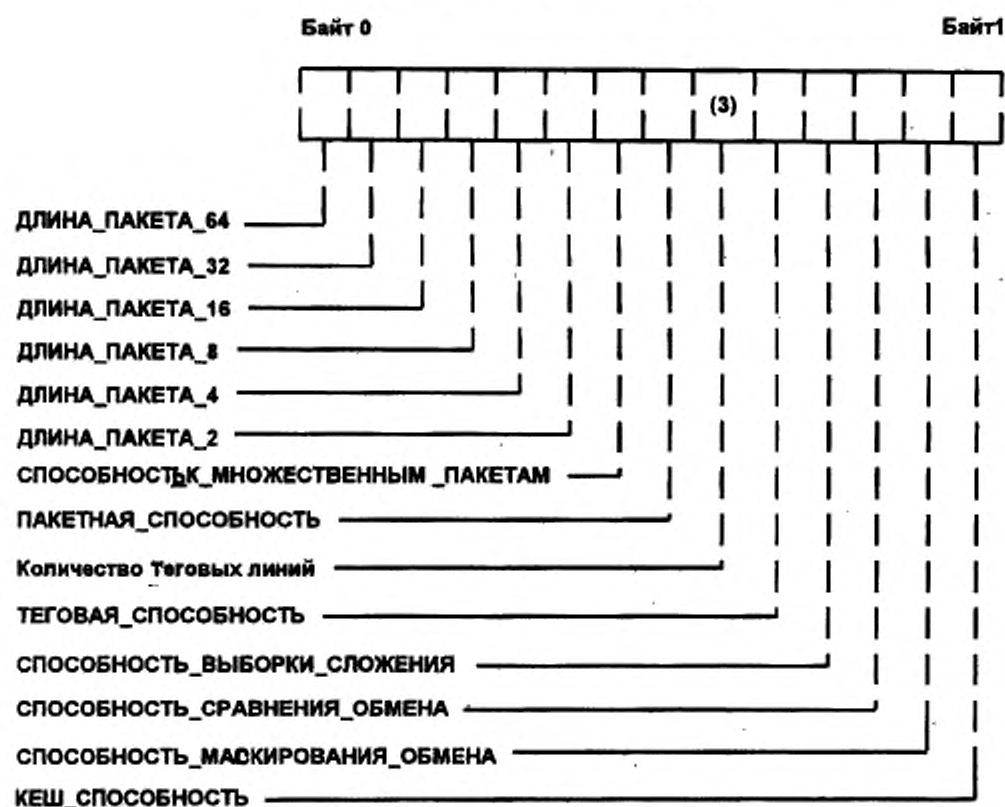 Байт 0 Байт1
(3)
ДЛИНА_ПАКЕТА_64
ДЛИНА_ПАКЕТА_32
ДЛИНА_ПАКЕТА_16
ДЛИНА_ПАКЕТА_8
ДЛИНА_ПАКЕТА_4
ДЛИНА_ПАКЕТА_2
СПОСОБНОСТЬК_МНОЖЕСТВЕННЫМ _ПАКЕТАМ
ПАКЕТНАЯ_СПОСОБНОСТЬ
Количество Теговых линий
ТЕГОВАЯ_СПОСОБНОСТЬ
СПОСОБНОСТЬ_ВЫБОРКИ_СЛОЖЕНИЯ
СПОСОБНОСТЬ_СРАВНЕНИЯ_ОБМЕНА
СПОСОБНОСТЬ_МАСКИРОВАНИЯ_ОБМЕНА
КЕШ_СПОСОБНОСТЬ